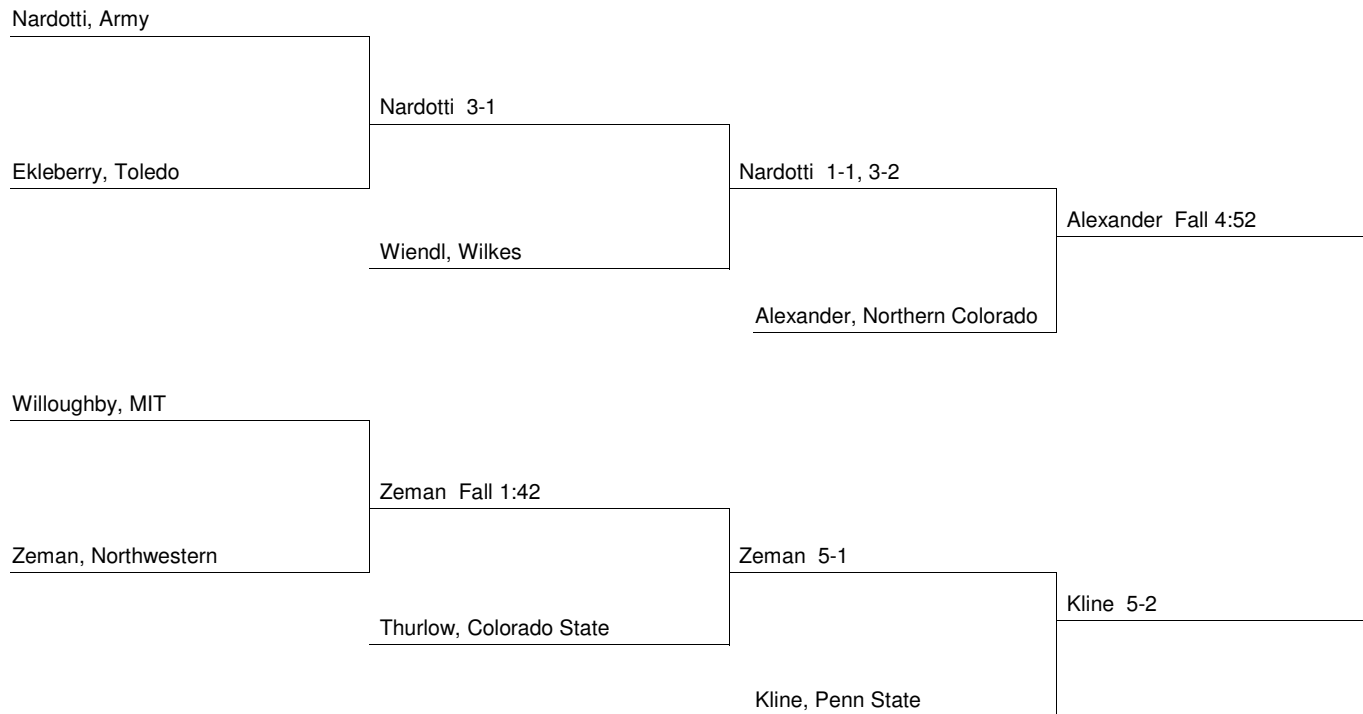 Nardotti, Army
Nardotti  3-1
Ekleberry, Toledo
Nardotti  1-1, 3-2
Alexander  Fall 4:52
Wiendl, Wilkes
Alexander, Northern Colorado
Willoughby, MIT
Zeman  Fall 1:42
Zeman, Northwestern
Zeman  5-1
Kline  5-2
Thurlow, Colorado State
Kline, Penn State